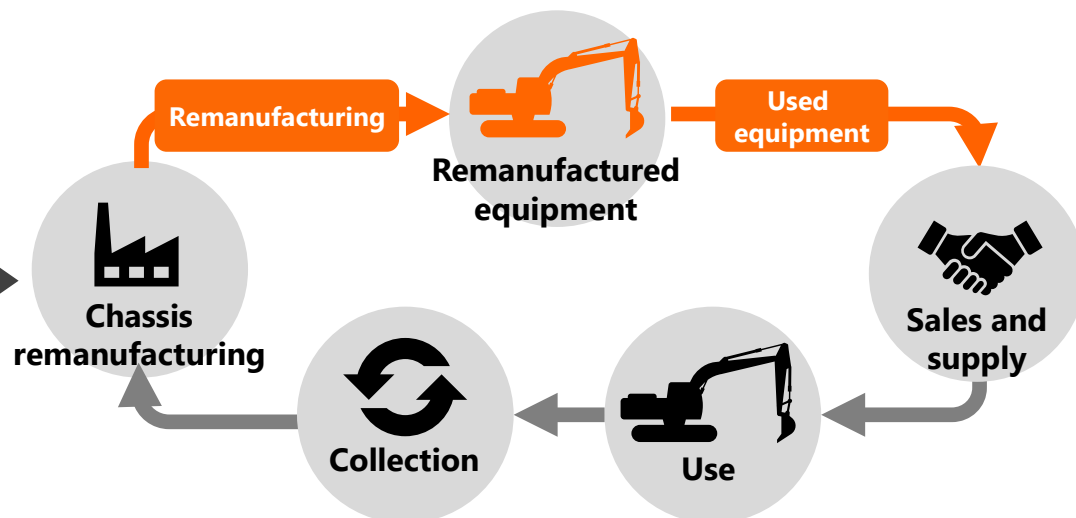 Remanufacturing
Used
equipment
Remanufactured
equipment
Chassis
remanufacturing
Sales and
supply
Collection
Use